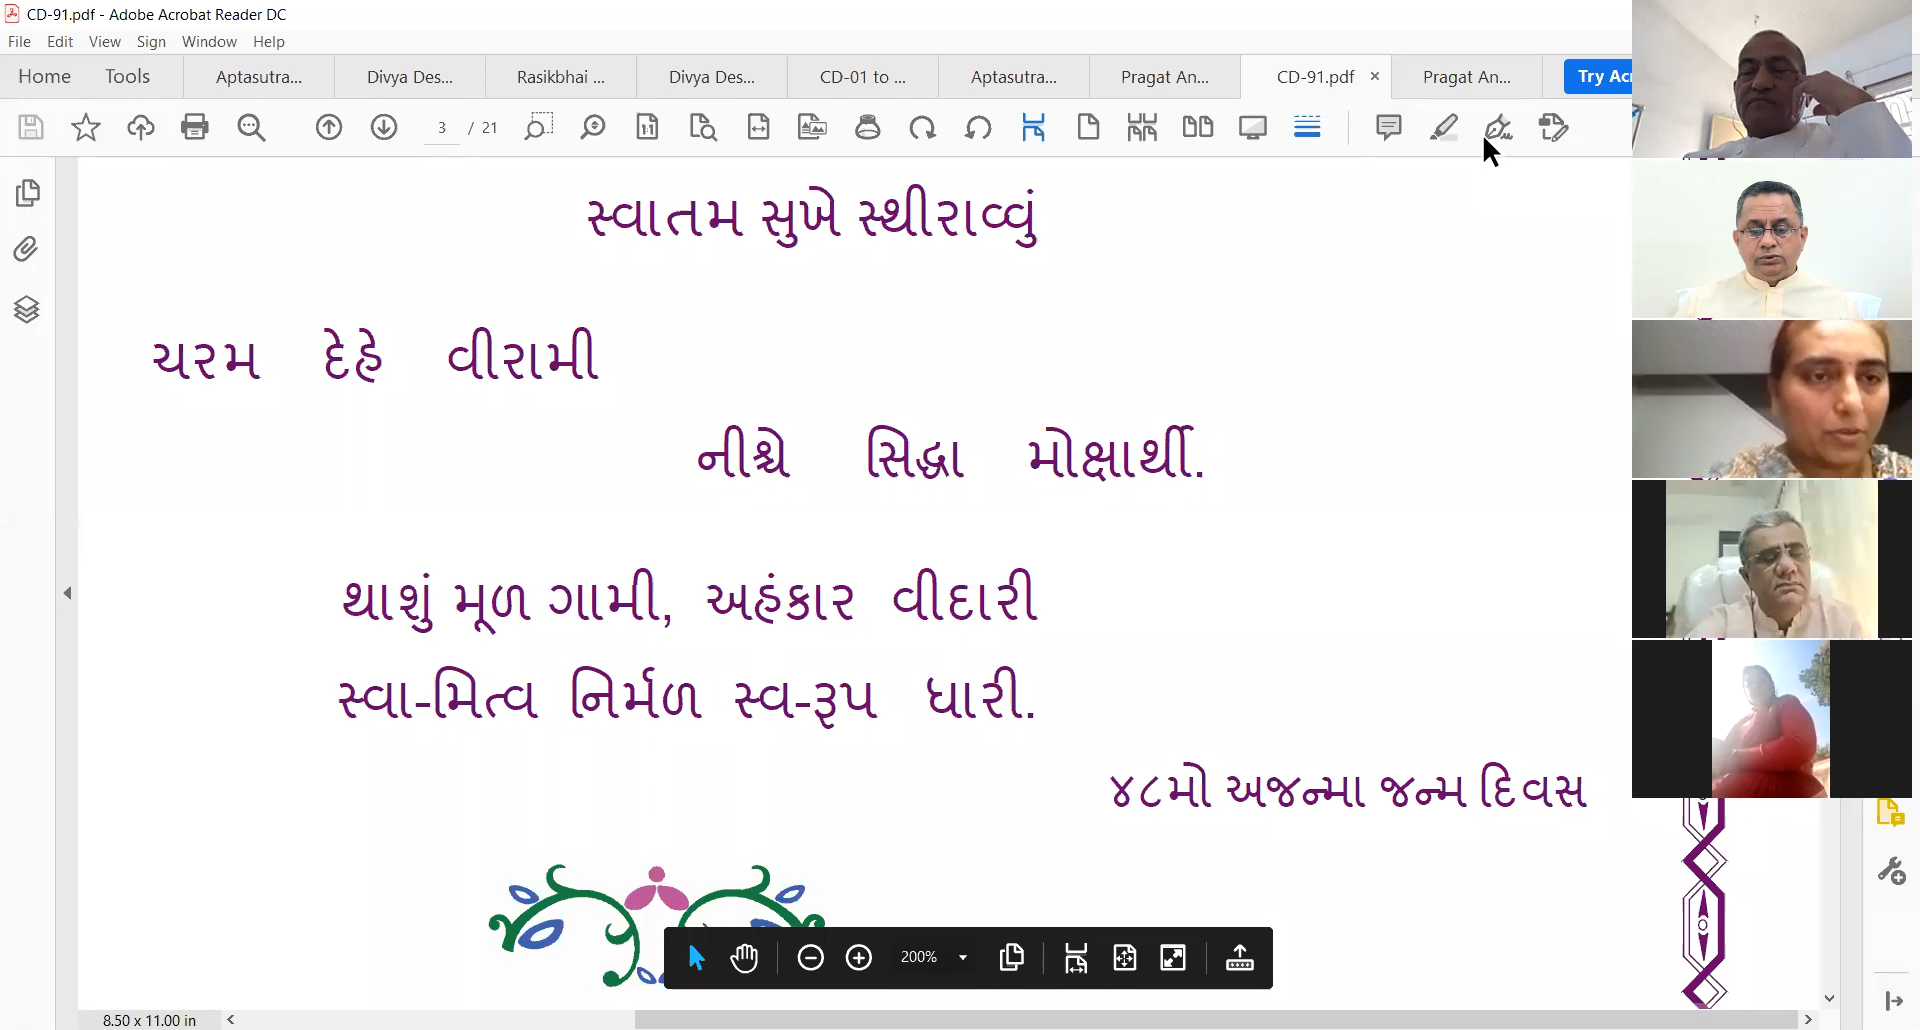 CD-91.pdf - Adobe Acrobat Reader DC
File Edit View Sign Window Help
Home Tools Aptasutra... Divya Des... Rasikbhai ... Divya Des... CD-01 to ... Aptasutra... Pragat An... CD-91.pdf × Pragat An... Try Acr
3 / 21
સ્વાતમ સુખે સ્થીરાવ્વું
ચરમ દેહે વીરામી
નીશ્ચે સિદ્ધા મોક્ષાર્થી.
થાશું મૂળ ગામી, અહંકાર વીદારી
સ્વા-મિત્વ નિર્મળ સ્વ-રૂપ ધારી.
૪૮મો અજન્મા જન્મ દિવસ
200%
8.50 x 11.00 in